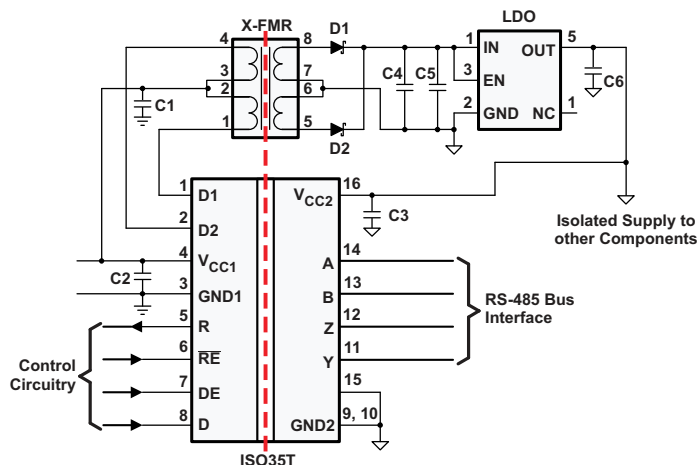 X-FMR
LDO
4
3
2
1
8
7
6
5
D1
D2
C1
C4
C5
1
IN
OUT
5
3
EN
2
GND
NC
1
C6
1
D1
2
D2
4
VCC1
3
GND1
5
R
6
RE
7
DE
8
D
C2
Control
Circuitry
16
VCC2
C3
14
A
13
B
12
Z
11
Y
15
9, 10
GND2
Isolated Supply to
other Components
RS-485 Bus
Interface
ISO35T